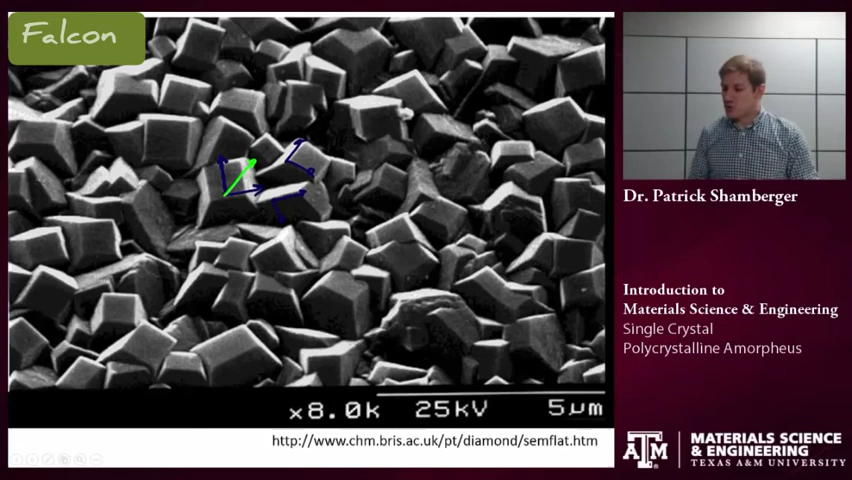 Falcon
x8.0k 25kV 5μm
http://www.chm.bris.ac.uk/pt/diamond/semflat.htm
Dr. Patrick Shamberger
Introduction to
Materials Science & Engineering
Single Crystal
Polycrystalline Amorpheus
ATM
MATERIALS SCIENCE
& ENGINEERING
TEXAS A&M UNIVERSITY